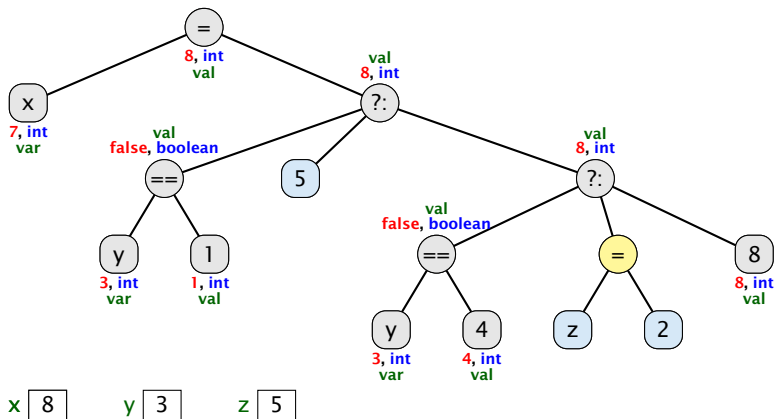 =
8, int
val
val
8, int
?:
x
7, int
var
val
false, boolean
==
5
val
8, int
?:
y
3, int
var
1
1, int
val
val
false, boolean
==
=
8
8, int
val
y
3, int
var
4
4, int
val
z
2
x 8 y 3 z 5